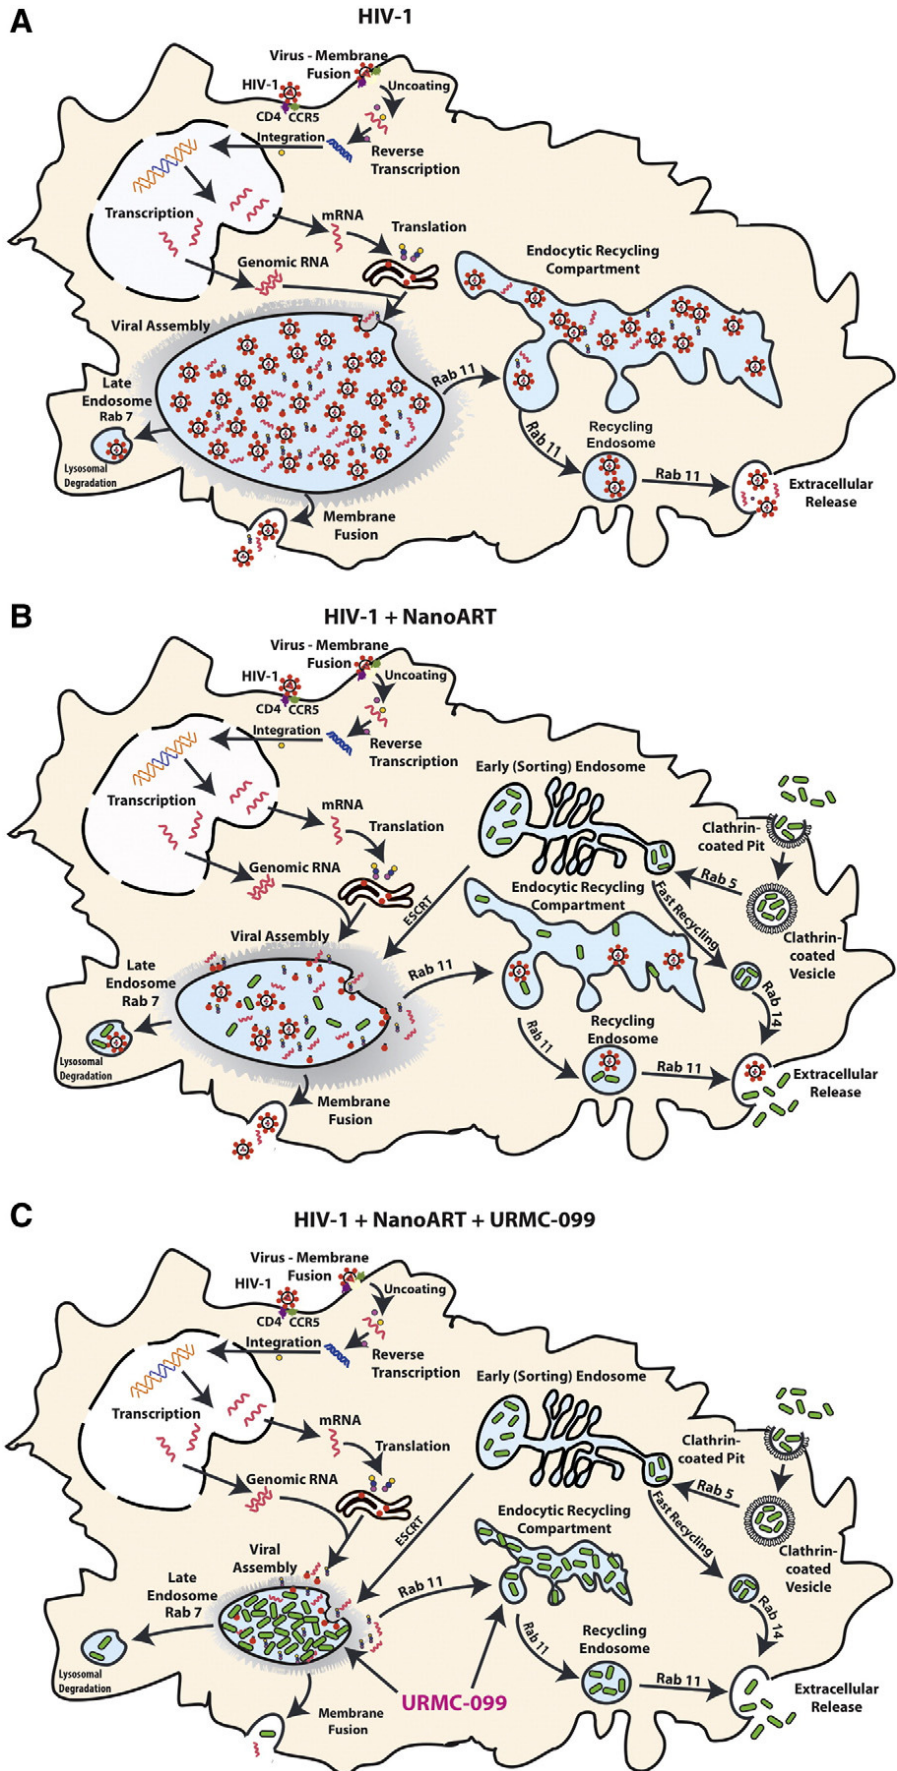 A
HIV-1
Virus - Membrane
Fusion
HIV-1
Uncoating
CD4 CCR5
Integration
Reverse
Transcription
Transcription
mRNA
Translation
Genomic RNA
Endocytic Recycling
Compartment
Viral Assembly
Rab 11
Late
Endosome
Rab 7
Lysosomal
Degradation
Rab 11
Recycling
Endosome
Rab 11
Extracellular
Release
Membrane
Fusion
B
HIV-1 + NanoART
Virus - Membrane
Fusion
HIV-1
Uncoating
CD4 CCR5
Integration
Reverse
Transcription
Early (Sorting) Endosome
Transcription
mRNA
Translation
Clathrin-
coated Pit
Rab 5
Genomic RNA
ESCRT
Endocytic Recycling
Compartment
Fast Recycling
Clathrin-
coated
Vesicle
Viral Assembly
Rab 11
Late
Endosome
Rab 7
Rab 14
Lysosomal
Degradation
Rab 11
Recycling
Endosome
Rab 11
Extracellular
Release
Membrane
Fusion
C
HIV-1 + NanoART + URMC-099
Virus - Membrane
Fusion
HIV-1
Uncoating
CD4 CCR5
Integration
Reverse
Transcription
Early (Sorting) Endosome
Transcription
mRNA
Translation
Clathrin-
coated Pit
Rab 5
Genomic RNA
ESCRT
Endocytic Recycling
Compartment
Fast Recycling
Clathrin-
coated
Vesicle
Viral
Assembly
Rab 11
Late
Endosome
Rab 7
Rab 14
Lysosomal
Degradation
Rab 11
Recycling
Endosome
Rab 11
Extracellular
Release
URMC-099
Membrane
Fusion